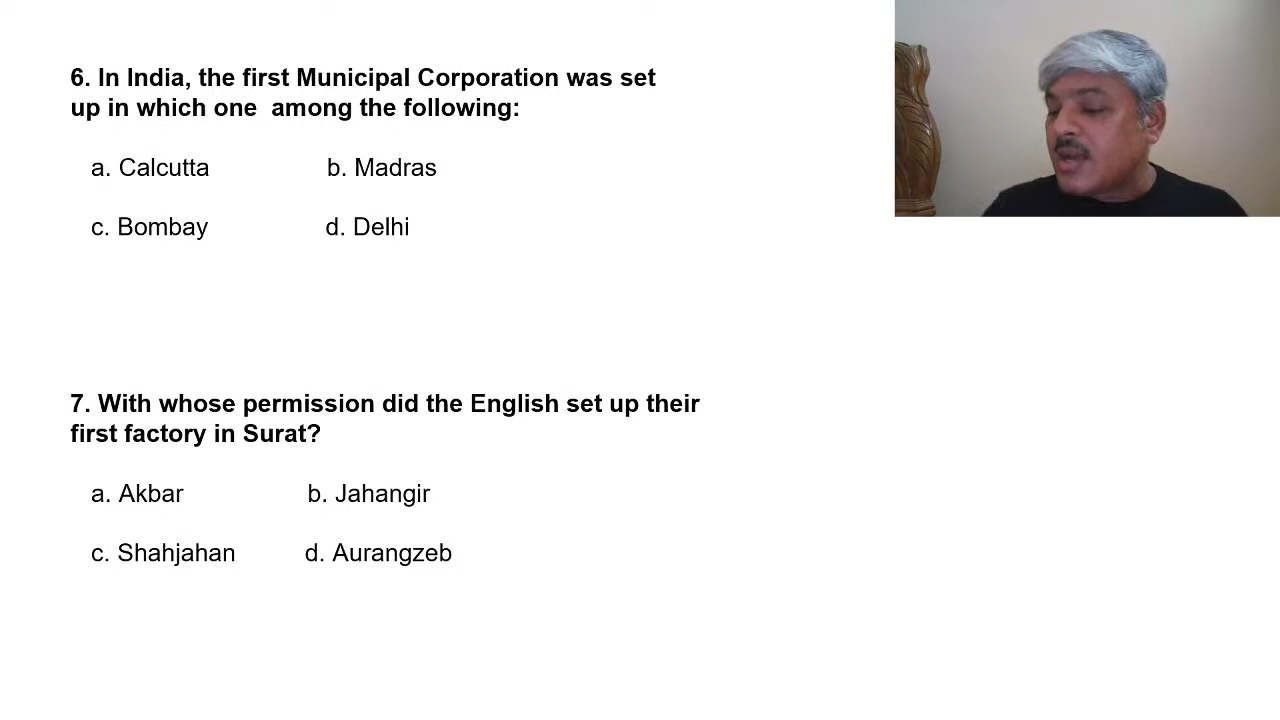 6. In India, the first Municipal Corporation was set
up in which one  among the following:
a. Calcutta b. Madras
c. Bombay d. Delhi
7. With whose permission did the English set up their
first factory in Surat?
a. Akbar b. Jahangir
c. Shahjahan d. Aurangzeb